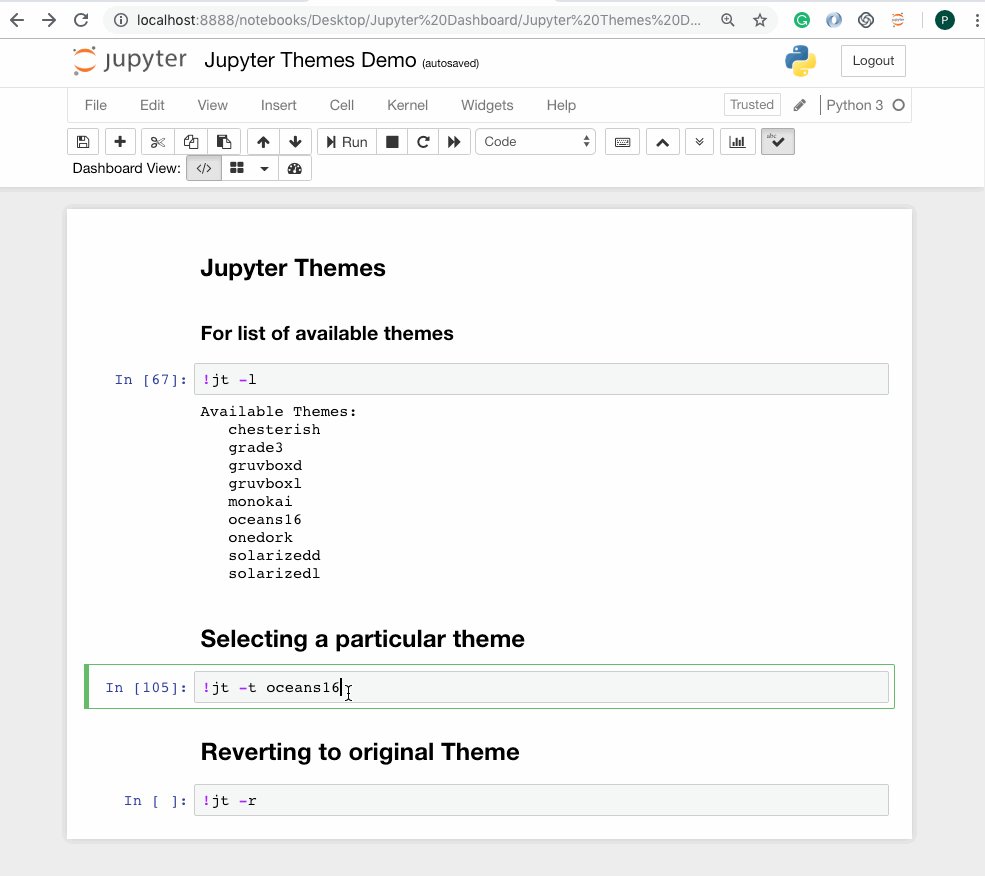 localhost:8888/notebooks/Desktop/Jupyter%20Dashboard/Jupyter%20Themes%20D...
P
jupyter Jupyter Themes Demo (autosaved) Logout
File Edit View Insert Cell Kernel Widgets Help Trusted Python 3
Run Code abc
Dashboard View: </>
Jupyter Themes
For list of available themes
In [67]: !jt -l
Available Themes:
chesterish
grade3
gruvboxd
gruvboxl
monokai
oceans16
onedork
solarizedd
solarizedl
Selecting a particular theme
In [105]: !jt -t oceans16
Reverting to original Theme
In [ ]: !jt -r